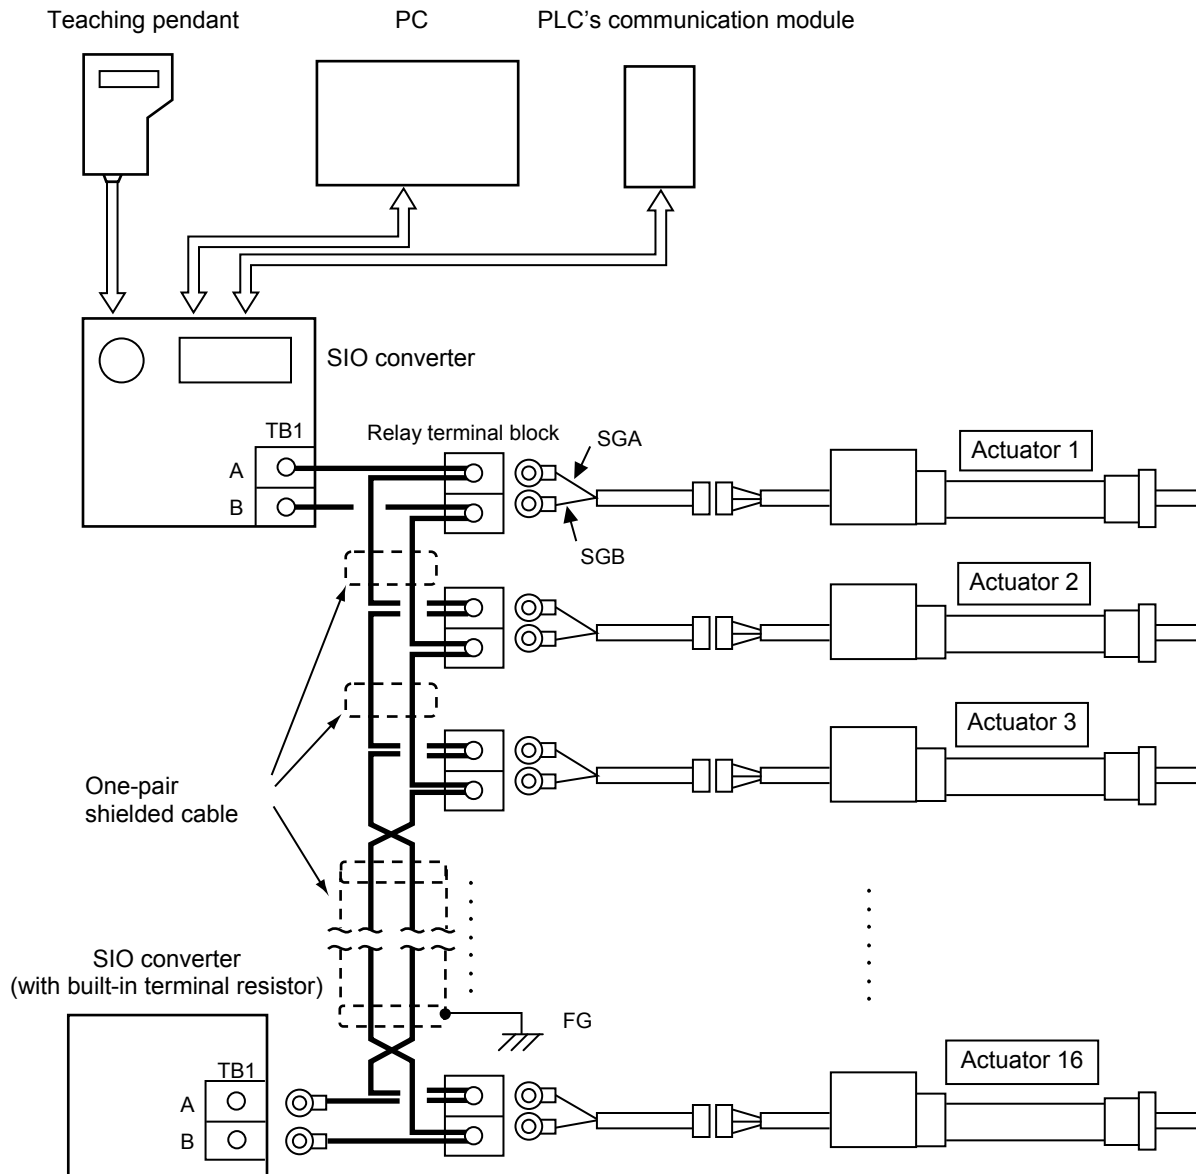 Teaching pendant
PC
PLC's communication module
SIO converter
TB1
A
B
Relay terminal block
SGA
SGB
Actuator 1
Actuator 2
Actuator 3
One-pair
shielded cable
SIO converter
(with built-in terminal resistor)
FG
TB1
A
B
Actuator 16